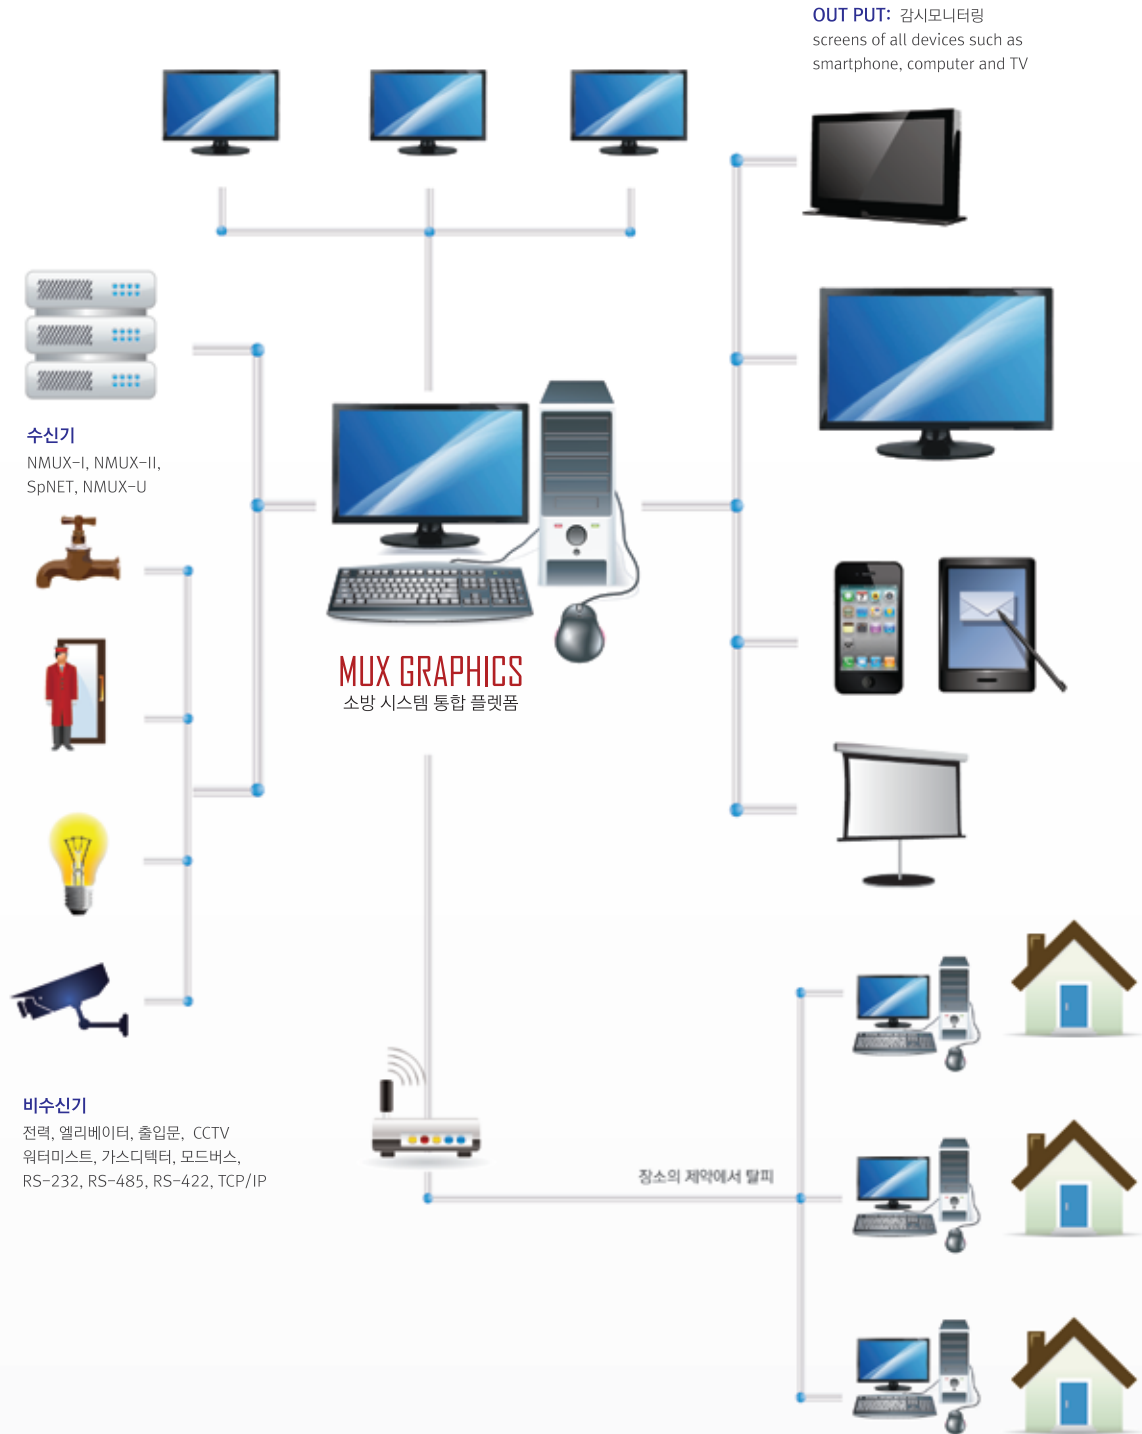 OUT PUT: 감시모니터링
screens of all devices such as
smartphone, computer and TV
수신기
NMUX-I, NMUX-II,
SpNET, NMUX-U
MUX GRAPHICS
소방 시스템 통합 플렛폼
비수신기
전력, 엘리베이터, 출입문, CCTV
워터미스트, 가스디텍터, 모드버스,
RS-232, RS-485, RS-422, TCP/IP
장소의 제약에서 탈피